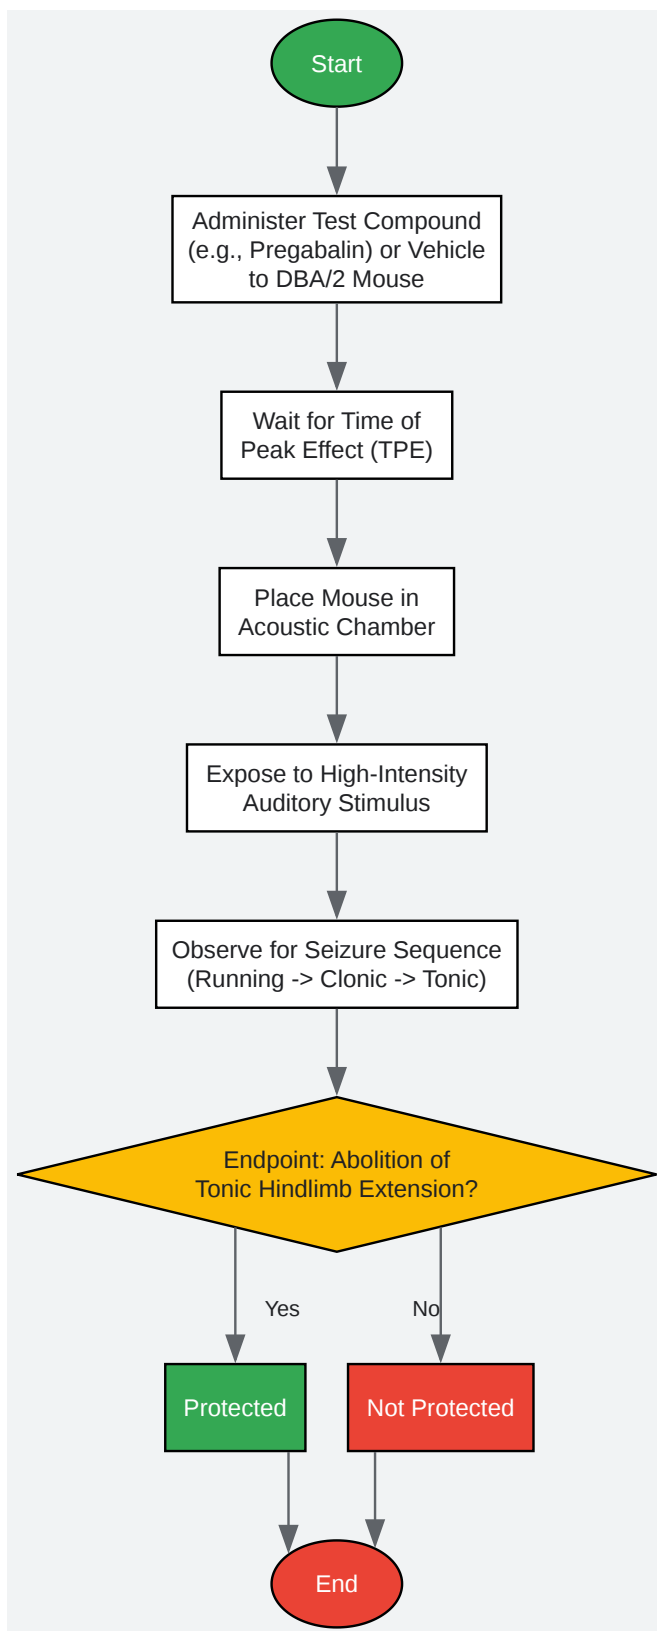 Start
Administer Test Compound
(e.g., Pregabalin) or Vehicle
to DBA/2 Mouse
Wait for Time of
Peak Effect (TPE)
Place Mouse in
Acoustic Chamber
Expose to High-Intensity
Auditory Stimulus
Observe for Seizure Sequence
(Running -> Clonic -> Tonic)
Endpoint: Abolition of
Tonic Hindlimb Extension?
Yes
No
Protected
Not Protected
End